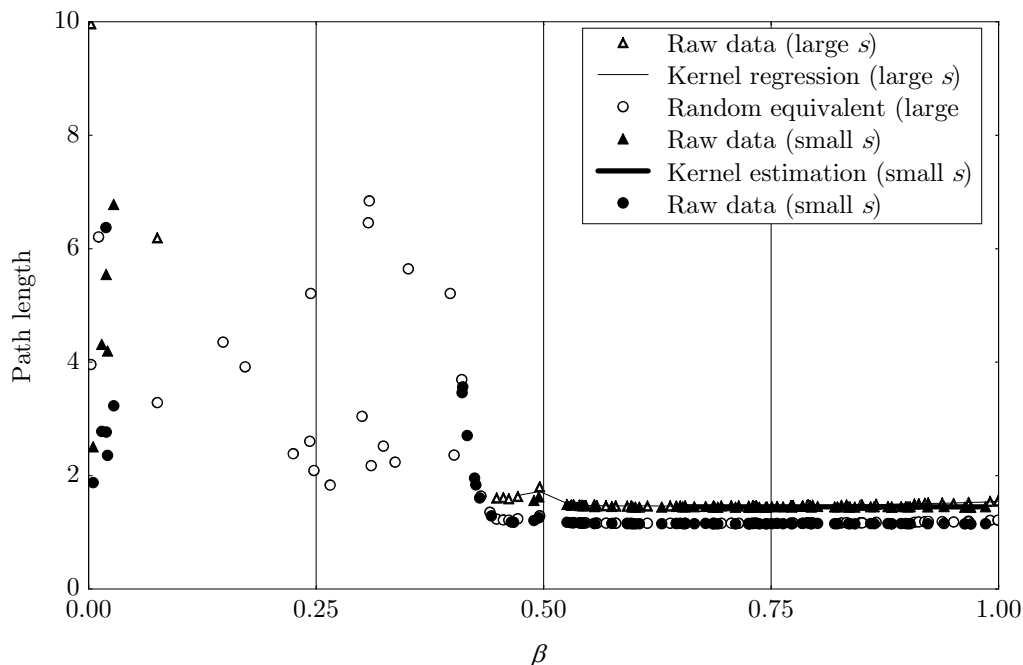 10
8
6
4
2
0
Path length
Raw data (large s)
Kernel regression (large s)
Random equivalent (large
Raw data (small s)
Kernel estimation (small s)
Raw data (small s)
0.00 0.25 0.50 0.75 1.00
β